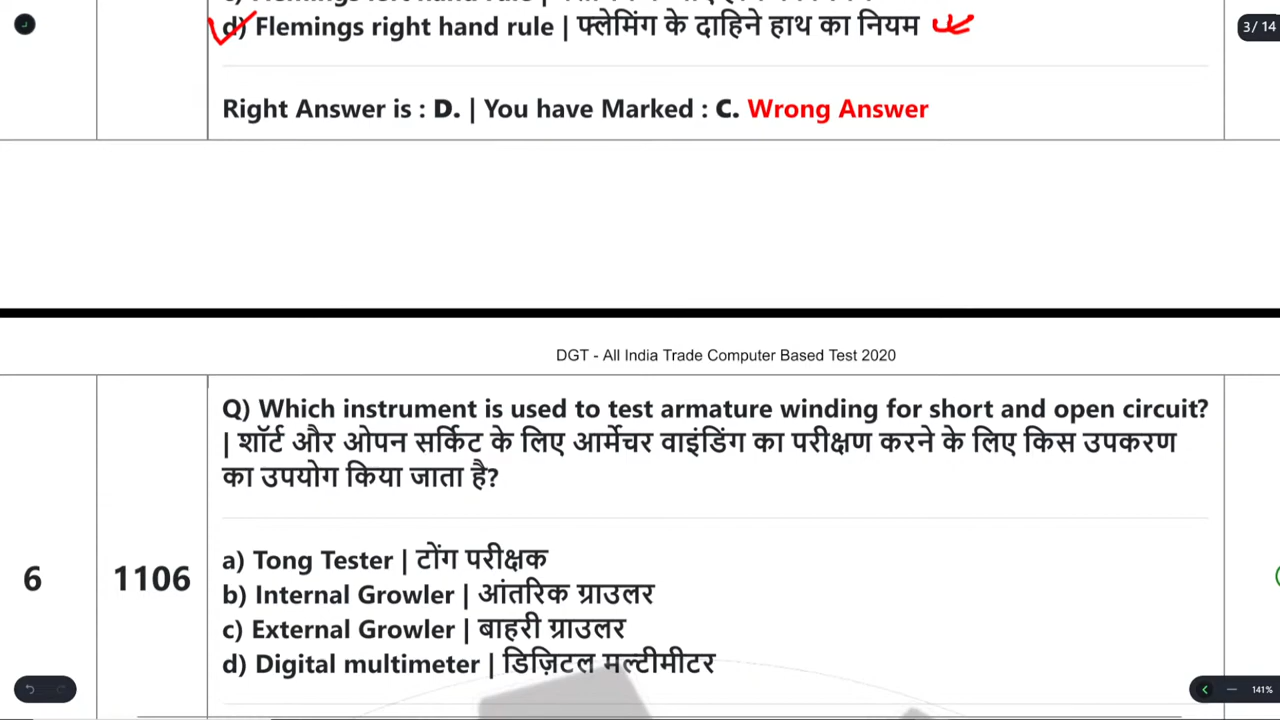 d) Flemings right hand rule | फ्लेमिंग के दाहिने हाथ का नियम
3 / 14
Right Answer is : D. | You have Marked : C. Wrong Answer
DGT - All India Trade Computer Based Test 2020
Q) Which instrument is used to test armature winding for short and open circuit?
| शॉर्ट और ओपन सर्किट के लिए आर्मेचर वाइंडिंग का परीक्षण करने के लिए किस उपकरण
का उपयोग किया जाता है?
6
1106
a) Tong Tester | टोंग परीक्षक
b) Internal Growler | आंतरिक ग्राउलर
c) External Growler | बाहरी ग्राउलर
d) Digital multimeter | डिज़िटल मल्टीमीटर
141%